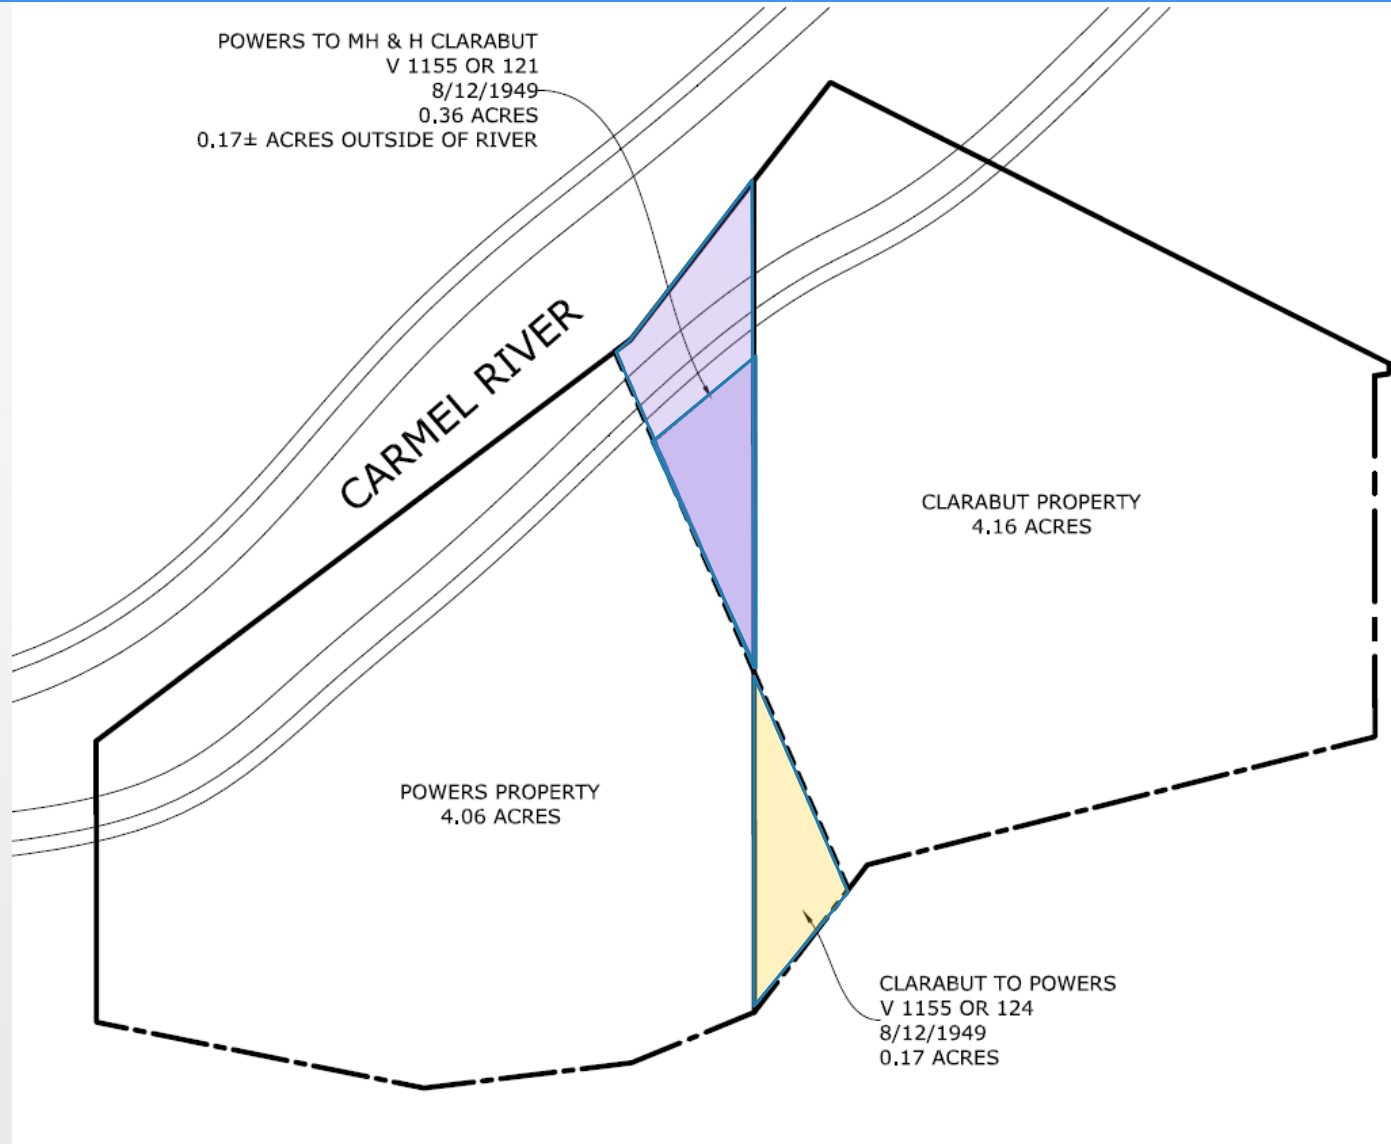 POWERS TO MH & H CLARABUT
V 1155 OR 121
8/12/1949
0.36 ACRES
0.17± ACRES OUTSIDE OF RIVER
CARMEL RIVER
CLARABUT PROPERTY
4.16 ACRES
POWERS PROPERTY
4.06 ACRES
CLARABUT TO POWERS
V 1155 OR 124
8/12/1949
0.17 ACRES